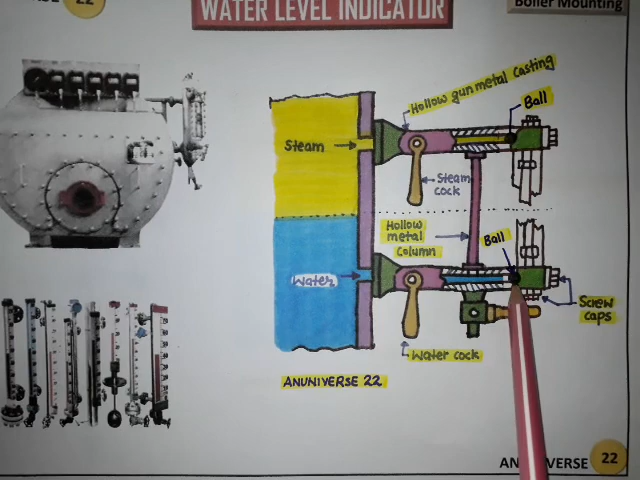 22
WATER LEVEL INDICATOR
Boiler Mounting
Hollow gun metal Casting
Ball
Steam
Steam
cock
Hollow
metal
Column
Ball
Water
Screw
caps
Water cock
ANUNIVERSE 22
VERSE 22